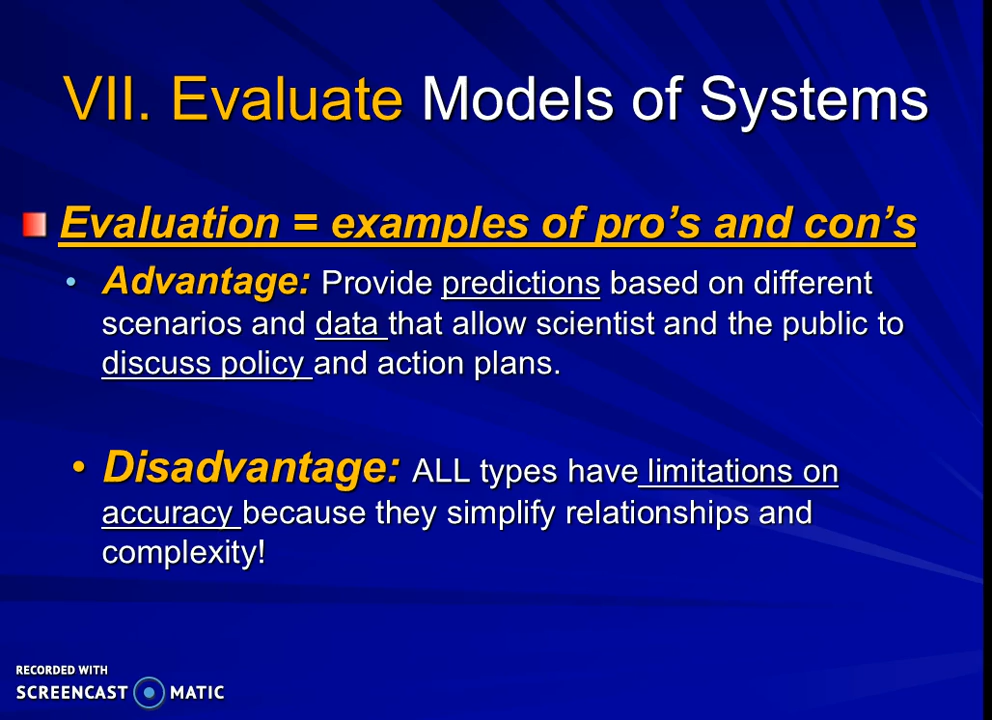 VII. Evaluate Models of Systems
Evaluation = examples of pro’s and con’s
• Advantage: Provide predictions based on different
scenarios and data that allow scientist and the public to
discuss policy and action plans.
• Disadvantage: ALL types have limitations on
accuracy because they simplify relationships and
complexity!
RECORDED WITH
SCREENCAST MATIC